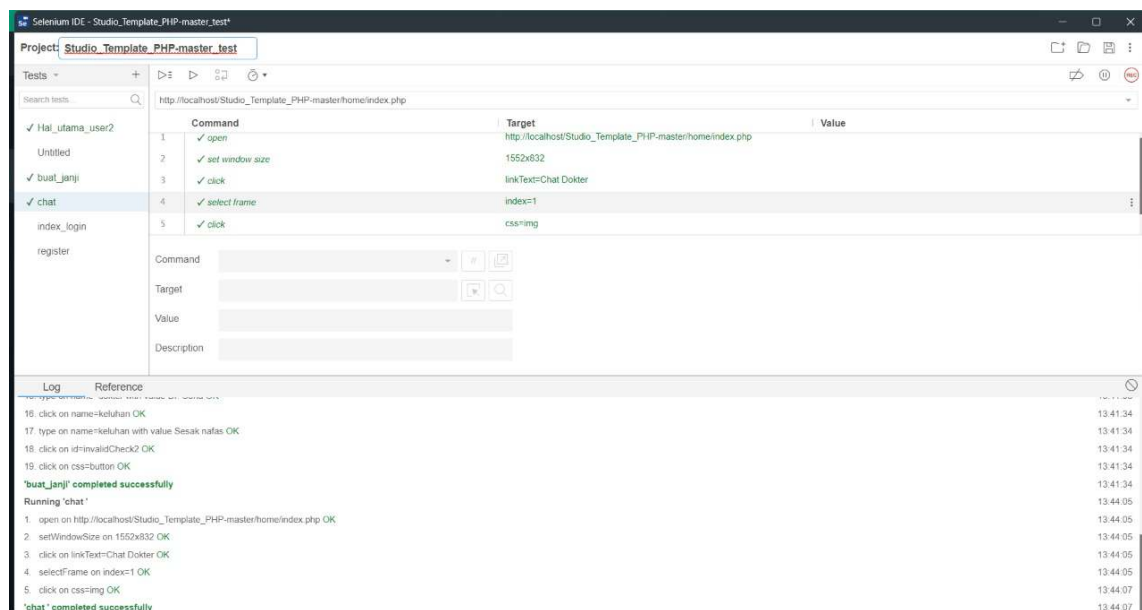 Selenium IDE - Studio_Template_PHP-master_test*
Project: Studio_Template_PHP-master_test
Tests
Search tests...
http://localhost/Studio_Template_PHP-master/home/index.php
Command Target Value
1 ✓ open http://localhost/Studio_Template_PHP-master/home/index.php
2 ✓ set window size 1552x832
3 ✓ click linkText=Chat Dokter
4 ✓ select frame index=1
5 ✓ click css=img
✓ Hal_utama_user2
Untitled
✓ buat_janji
✓ chat
index_login
register
Command
//
Target
Value
Description
REC
Log Reference
16. click on name=keluhan OK 13:41:34
17. type on name=keluhan with value Sesak nafas OK 13:41:34
18. click on id=invalidCheck2 OK 13:41:34
19. click on css=button OK 13:41:34
'buat_janji' completed successfully 13:41:34
Running 'chat ' 13:44:05
1. open on http://localhost/Studio_Template_PHP-master/home/index.php OK 13:44:05
2. setWindowSize on 1552x832 OK 13:44:05
3. click on linkText=Chat Dokter OK 13:44:05
4. selectFrame on index=1 OK 13:44:05
5. click on css=img OK 13:44:07
'chat ' completed successfully 13:44:07